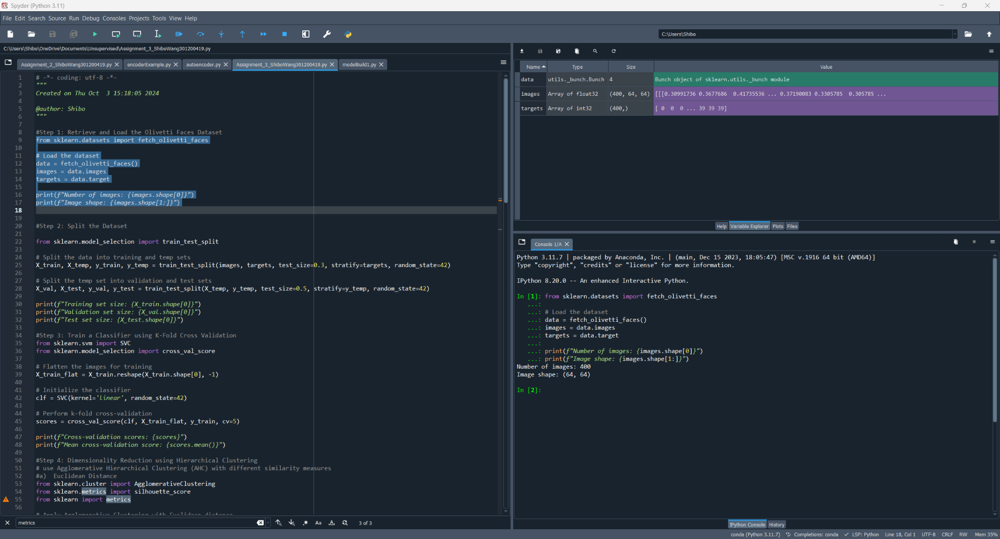 Spyder (Python 3.11)
File Edit Search Source Run Debug Consoles Projects Tools View Help
C:\Users\Shibo
C:\Users\Shibo\OneDrive\Documents\Unsupervised\Assignment_3_ShiboWang301200419.py
Assignment_2_ShiboWang301200419.py encoderExample.py autoencoder.py Assignment_3_ShiboWang301200419.py modelBuild1.py
1 # -*- coding: utf-8 -*-
2 """
3 Created on Thu Oct  3 15:18:05 2024
4
5 @author: Shibo
6 """
7
8 #Step 1: Retrieve and Load the Olivetti Faces Dataset
9 from sklearn.datasets import fetch_olivetti_faces
10
11 # Load the dataset
12 data = fetch_olivetti_faces()
13 images = data.images
14 targets = data.target
15
16 print(f"Number of images: {images.shape[0]}")
17 print(f"Image shape: {images.shape[1:]}")
18
19
20 #Step 2: Split the Dataset
21
22 from sklearn.model_selection import train_test_split
23
24 # Split the data into training and temp sets
25 X_train, X_temp, y_train, y_temp = train_test_split(images, targets, test_size=0.3, stratify=targets, random_state=42)
26
27 # Split the temp set into validation and test sets
28 X_val, X_test, y_val, y_test = train_test_split(X_temp, y_temp, test_size=0.5, stratify=y_temp, random_state=42)
29
30 print(f"Training set size: {X_train.shape[0]}")
31 print(f"Validation set size: {X_val.shape[0]}")
32 print(f"Test set size: {X_test.shape[0]}")
33
34 #Step 3: Train a Classifier using K-Fold Cross Validation
35 from sklearn.svm import SVC
36 from sklearn.model_selection import cross_val_score
37
38 # Flatten the images for training
39 X_train_flat = X_train.reshape(X_train.shape[0], -1)
40
41 # Initialize the classifier
42 clf = SVC(kernel='linear', random_state=42)
43
44 # Perform k-fold cross-validation
45 scores = cross_val_score(clf, X_train_flat, y_train, cv=5)
46
47 print(f"Cross-validation scores: {scores}")
48 print(f"Mean cross-validation score: {scores.mean()}")
49
50 #Step 4: Dimensionality Reduction using Hierarchical Clustering
51 # use Agglomerative Hierarchical Clustering (AHC) with different similarity measures
52 #a)  Euclidean Distance
53 from sklearn.cluster import AgglomerativeClustering
54 from sklearn.metrics import silhouette_score
55 from sklearn import metrics
56
# Apply Agglomerative Clustering with Euclidean distance
metrics Aa 3 of 3
Name Type Size Value
data utils._bunch.Bunch 4 Bunch object of sklearn.utils._bunch module
images Array of float32 (400, 64, 64) [[[0.30991736 0.3677686  0.41735536 ... 0.37190083 0.3305785  0.305785 ...
targets Array of int32 (400,) [ 0  0  0 ... 39 39 39]
Help Variable Explorer Plots Files
Console 1/A
Python 3.11.7 | packaged by Anaconda, Inc. | (main, Dec 15 2023, 18:05:47) [MSC v.1916 64 bit (AMD64)]
Type "copyright", "credits" or "license" for more information.
IPython 8.20.0 -- An enhanced Interactive Python.
In [1]: from sklearn.datasets import fetch_olivetti_faces
...:
...: # Load the dataset
...: data = fetch_olivetti_faces()
...: images = data.images
...: targets = data.target
...:
...: print(f"Number of images: {images.shape[0]}")
...: print(f"Image shape: {images.shape[1:]}")
Number of images: 400
Image shape: (64, 64)
In [2]:
IPython Console History
conda (Python 3.11.7) Completions: conda LSP: Python Line 18, Col 1 UTF-8 CRLF RW Mem 35%